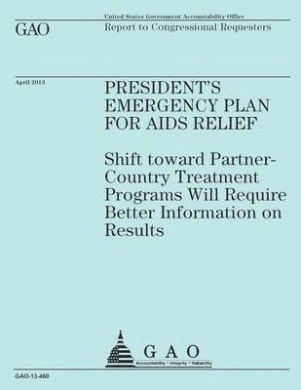 United States Government Accountability Office
GAO
Report to Congressional Requesters
April 2013
PRESIDENT'S
EMERGENCY PLAN
FOR AIDS RELIEF
Shift toward Partner-
Country Treatment
Programs Will Require
Better Information on
Results
GAO
Accountability * Integrity * Reliability
GAO-13-460